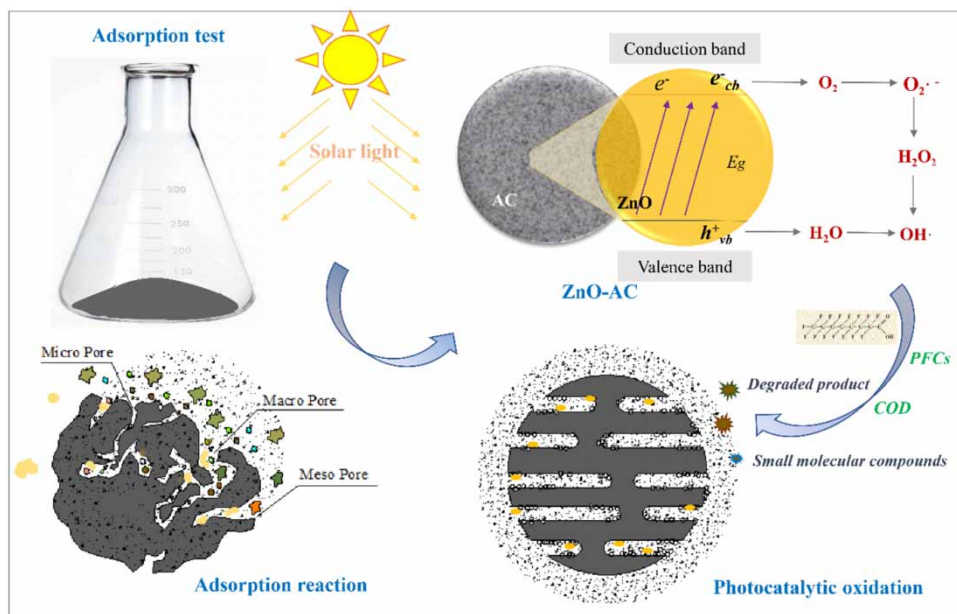 Adsorption test
Solar light
300
250
200
150
Conduction band
e-
e-cb
O2
O2·-
H2O2
Eg
AC
ZnO
h+vb
H2O
OH·
Valence band
ZnO-AC
PFCs
COD
Micro Pore
Macro Pore
Meso Pore
Degraded product
Small molecular compounds
Adsorption reaction
Photocatalytic oxidation